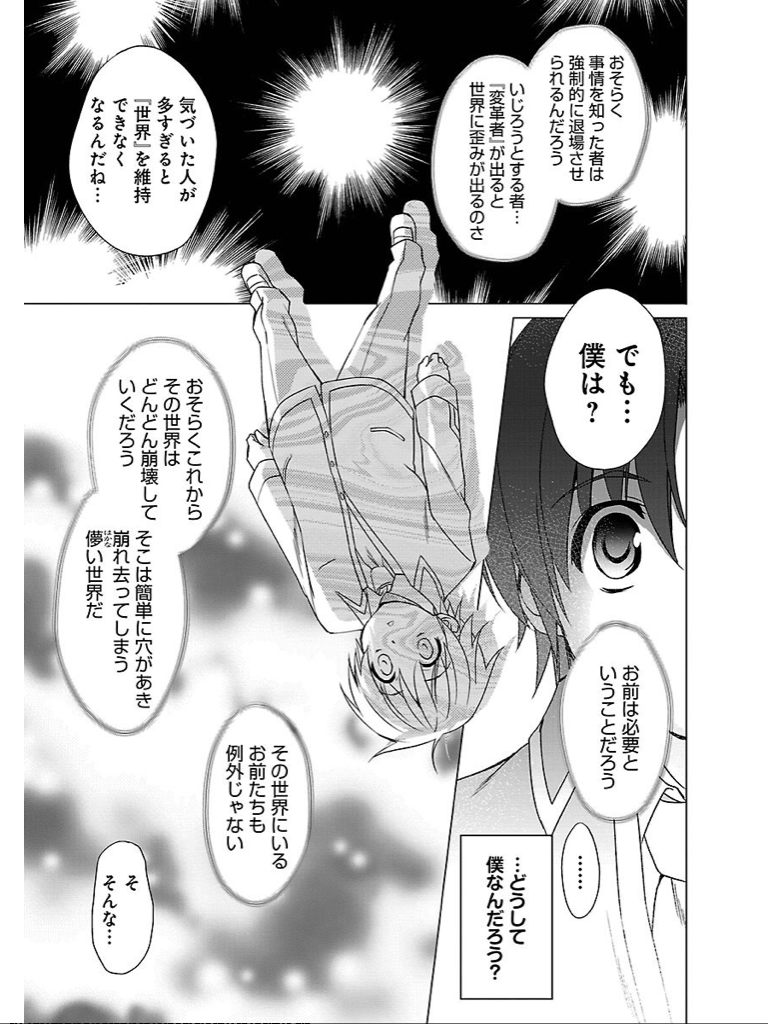 おそらく
事情を知った者は
強制的に退場させ
られるんだろう
いじろうとする者…
『変革者』が出ると
世界に歪みが出るのさ
気づいた人が
多すぎると
『世界』を維持
できなく
なるんだね…
でも…
僕は?
お前は必要と
いうことだろう
……
…どうして
僕なんだろう?
おそらくこれから
その世界は
どんどん崩壊して
いくだろう
そこは簡単に穴があき
崩れ去ってしまう
儚い世界だ
はかな
その世界にいる
お前たちも
例外じゃない
そ
そんな…